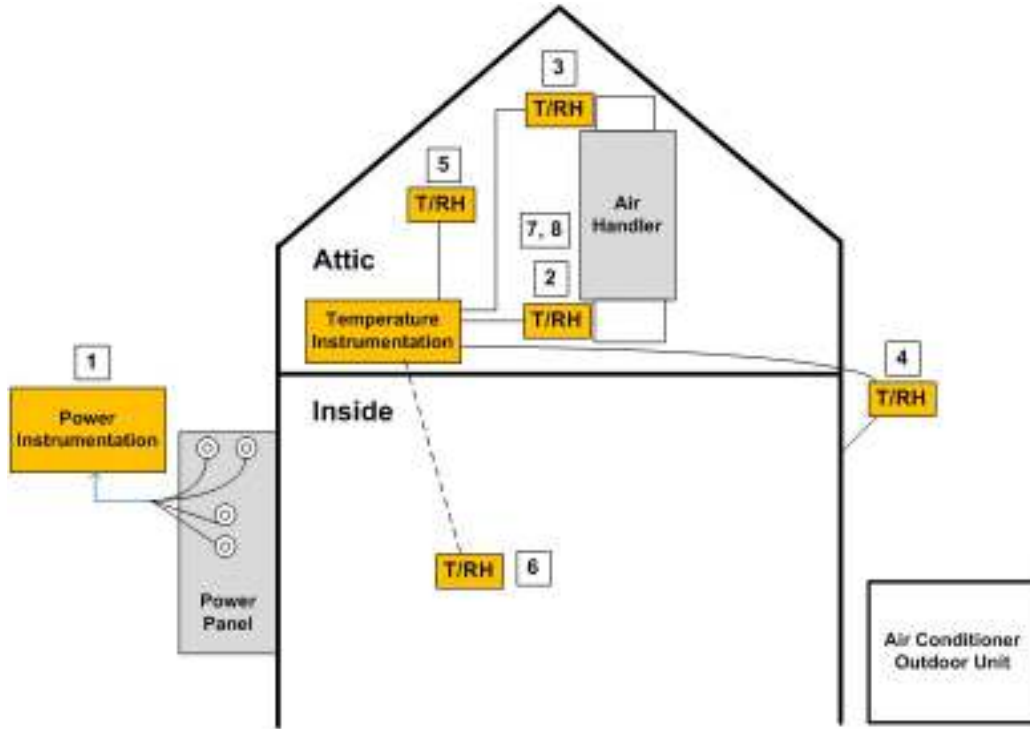 3
T/RH
5
T/RH
Air
Handler
7, 8
Attic
2
T/RH
Temperature
Instrumentation
1
4
T/RH
Power
Instrumentation
Inside
T/RH
6
Power
Panel
Air Conditioner
Outdoor Unit